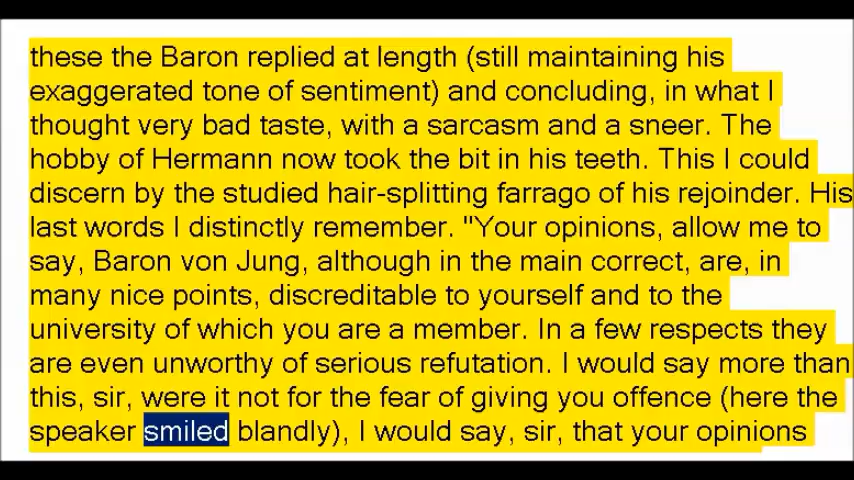 these the Baron replied at length (still maintaining his
exaggerated tone of sentiment) and concluding, in what I
thought very bad taste, with a sarcasm and a sneer. The
hobby of Hermann now took the bit in his teeth. This I could
discern by the studied hair-splitting farrago of his rejoinder. His
last words I distinctly remember. "Your opinions, allow me to
say, Baron von Jung, although in the main correct, are, in
many nice points, discreditable to yourself and to the
university of which you are a member. In a few respects they
are even unworthy of serious refutation. I would say more than
this, sir, were it not for the fear of giving you offence (here the
speaker smiled blandly), I would say, sir, that your opinions